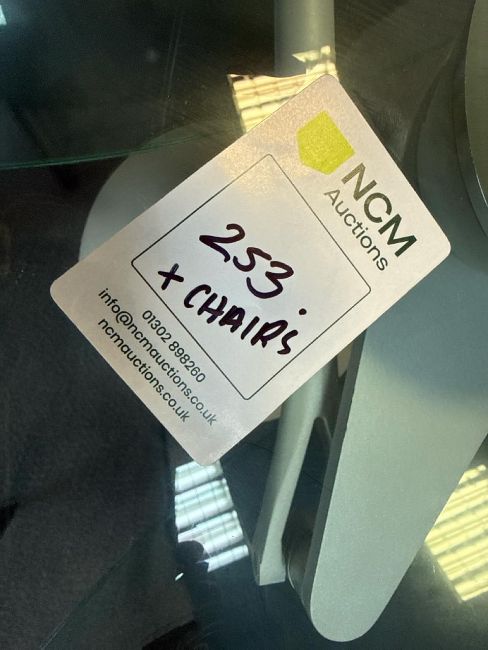 NCM
Auctions
253.
+ CHAIRS
01302 898260
info@ncmauctions.co.uk
ncmauctions.co.uk